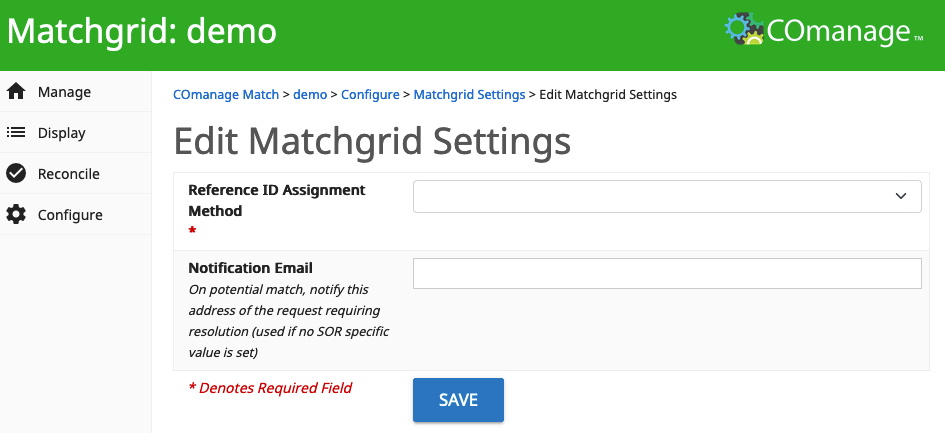 Matchgrid: demo
COmanage™
Manage
Display
Reconcile
Configure
COmanage Match > demo > Configure > Matchgrid Settings > Edit Matchgrid Settings
Edit Matchgrid Settings
Reference ID Assignment
Method
*
Notification Email
On potential match, notify this
address of the request requiring
resolution (used if no SOR specific
value is set)
* Denotes Required Field
SAVE